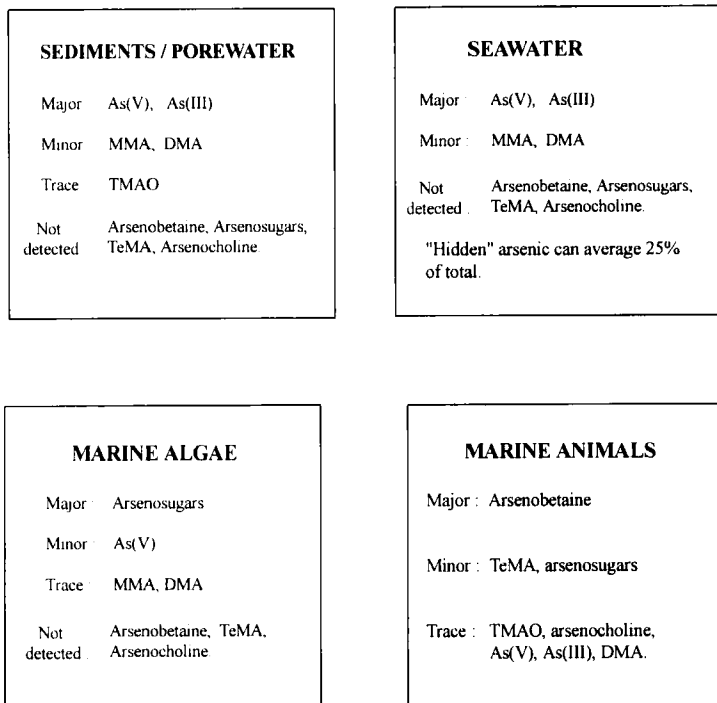 SEDIMENTS / POREWATER
Major As(V), As(III)
Minor MMA, DMA
Trace TMAO
Not detected Arsenobetaine, Arsenosugars,
TeMA, Arsenocholine
SEAWATER
Major As(V), As(III)
Minor : MMA, DMA
Not detected Arsenobetaine, Arsenosugars,
TeMA, Arsenocholine.
"Hidden" arsenic can average 25%
of total.
MARINE ALGAE
Major Arsenosugars
Minor As(V)
Trace MMA, DMA
Not detected Arsenobetaine, TeMA,
Arsenocholine
MARINE ANIMALS
Major : Arsenobetaine
Minor : TeMA, arsenosugars
Trace : TMAO, arsenocholine,
As(V), As(III), DMA.